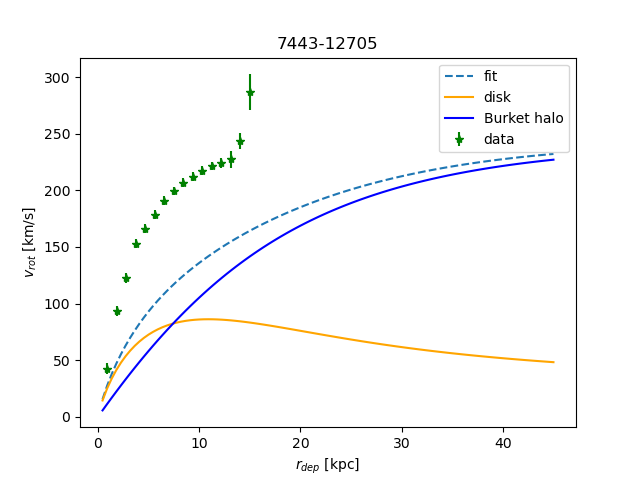 7443-12705
fit
disk
Burket halo
data
300
250
200
150
100
50
0
v_rot [km/s]
0 10 20 30 40
r_dep [kpc]